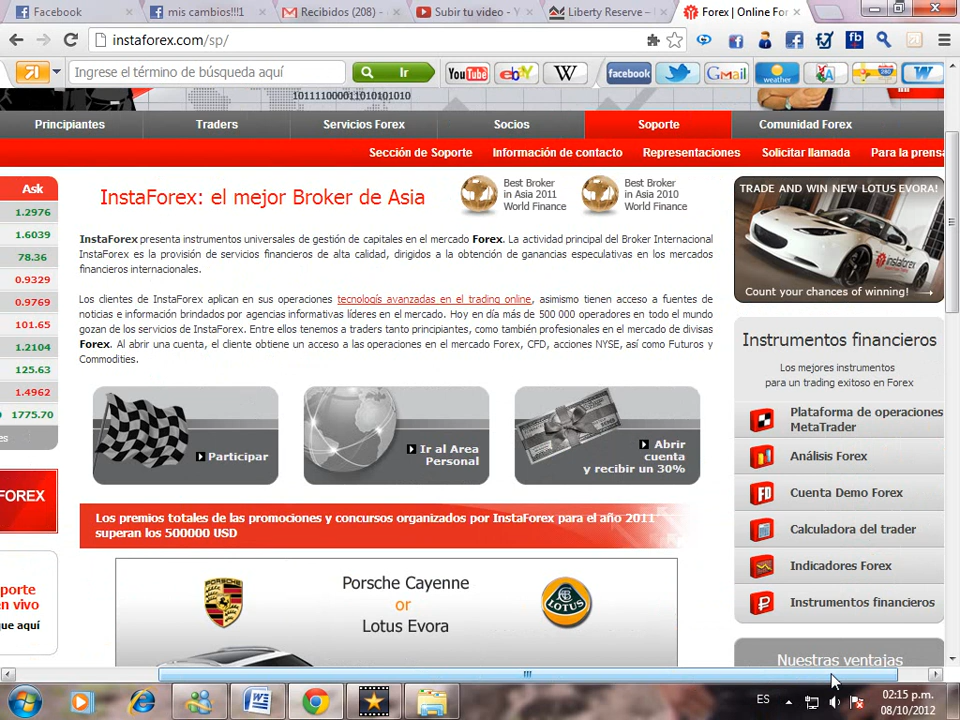 Facebook
mis cambios!!!1
Recibidos (208) -
Subir tu video - Y
Liberty Reserve –
Forex | Online For
instaforex.com/sp/
Ingrese el término de búsqueda aquí
Ir
YouTube
ebY
W
facebook
Gmail
weather
W
10111100001101010101010
Principiantes
Traders
Servicios Forex
Socios
Soporte
Comunidad Forex
Sección de Soporte
Información de contacto
Representaciones
Solicitar llamada
Para la prensa
Ask
1.2976
1.6039
78.36
0.9329
0.9769
101.65
1.2104
125.63
1.4962
1775.70
es
InstaForex: el mejor Broker de Asia
Best Broker
in Asia 2011
World Finance
Best Broker
in Asia 2010
World Finance
InstaForex presenta instrumentos universales de gestión de capitales en el mercado Forex. La actividad principal del Broker Internacional
InstaForex es la provisión de servicios financieros de alta calidad, dirigidos a la obtención de ganancias especulativas en los mercados
financieros internacionales.
Los clientes de InstaForex aplican en sus operaciones tecnologís avanzadas en el trading online, asimismo tienen acceso a fuentes de
noticias e información brindados por agencias informativas líderes en el mercado. Hoy en día más de 500 000 operadores en todo el mundo
gozan de los servicios de InstaForex. Entre ellos tenemos a traders tanto principiantes, como también profesionales en el mercado de divisas
Forex. Al abrir una cuenta, el cliente obtiene un acceso a las operaciones en el mercado Forex, CFD, acciones NYSE, así como Futuros y
Commodities.
Participar
Ir al Area
Personal
Abrir
cuenta
y recibir un 30%
Los premios totales de las promociones y concursos organizados por InstaForex para el año 2011
superan los 500000 USD
Porsche Cayenne
or
Lotus Evora
FOREX
porte
en vivo
que aquí
TRADE AND WIN NEW LOTUS EVORA!
instaforex
Count your chances of winning!
Instrumentos financieros
Los mejores instrumentos
para un trading exitoso en Forex
Plataforma de operaciones
MetaTrader
Análisis Forex
FD
Cuenta Demo Forex
Calculadora del trader
Indicadores Forex
Instrumentos financieros
Nuestras ventajas
ES
02:15 p.m.
08/10/2012